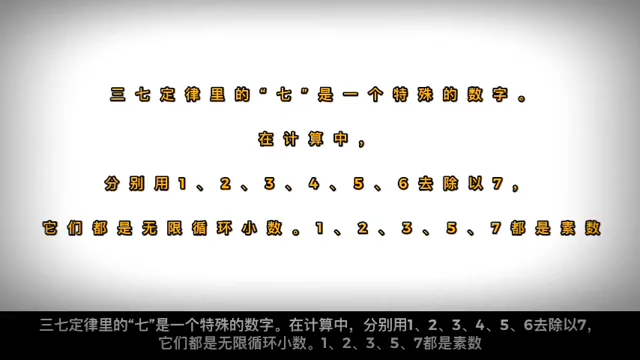 三七定律里的“七”是一个特殊的数字。
在计算中，
分别用1、2、3、4、5、6去除以7，
它们都是无限循环小数。1、2、3、5、7都是素数
三七定律里的“七”是一个特殊的数字。在计算中，分别用1、2、3、4、5、6去除以7，
它们都是无限循环小数。1、2、3、5、7都是素数